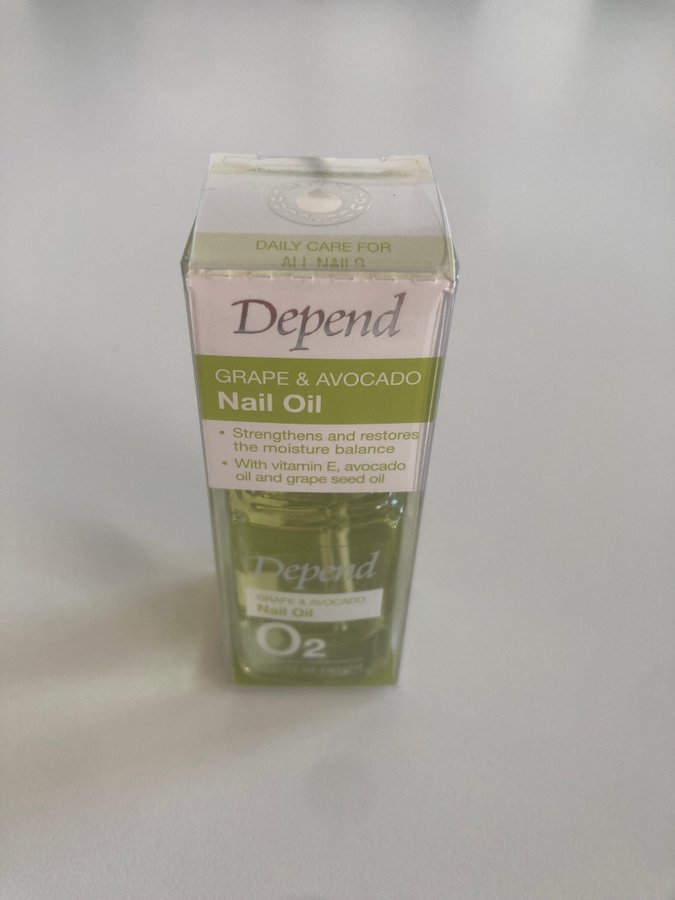 DAILY CARE FOR
ALL NAILS
Depend
GRAPE & AVOCADO
Nail Oil
• Strengthens and restores
the moisture balance
• With vitamin E, avocado
oil and grape seed oil
Depend
GRAPE & AVOCADO
Nail Oil
O2